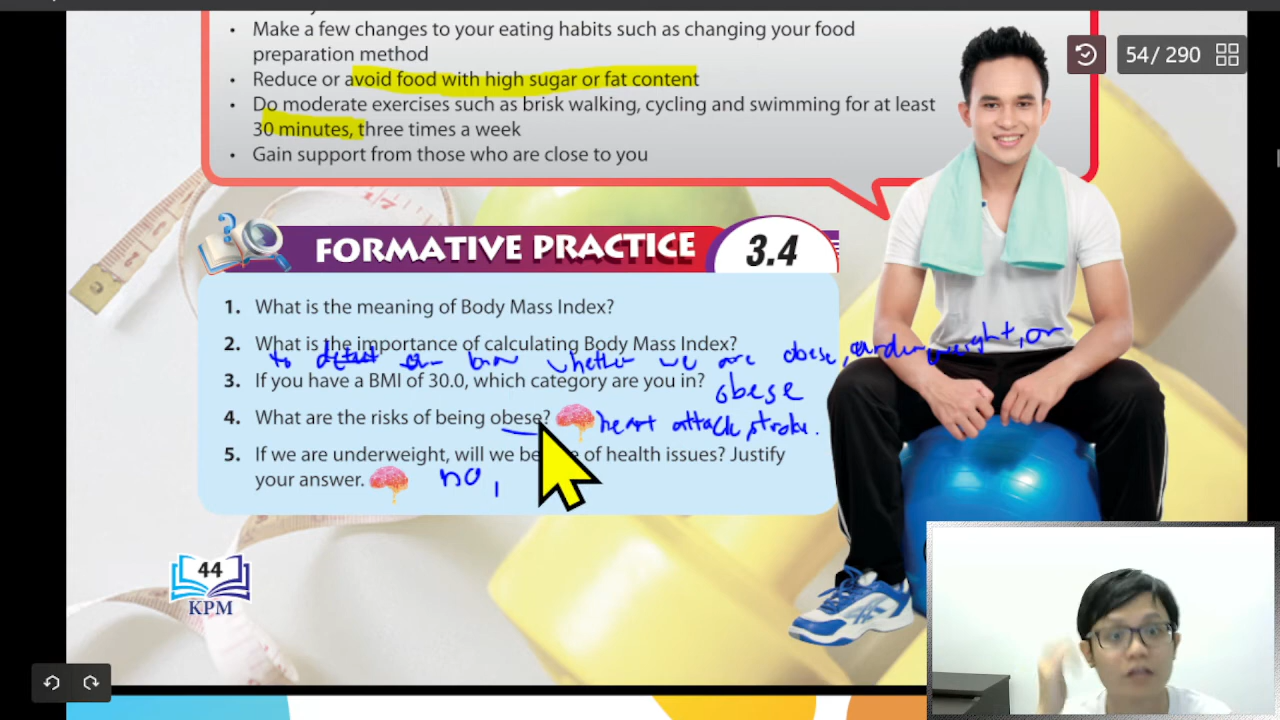 Make a few changes to your eating habits such as changing your food
preparation method
54/ 290
Reduce or avoid food with high sugar or fat content
Do moderate exercises such as brisk walking, cycling and swimming for at least
30 minutes, three times a week
Gain support from those who are close to you
FORMATIVE PRACTICE 3.4
1. What is the meaning of Body Mass Index?
2. What is the importance of calculating Body Mass Index?
to whether we are obese, weight, or
3. If you have a BMI of 30.0, which category are you in? obese
4. What are the risks of being obese? heart attack, stroke.
5. If we are underweight, will we be of health issues? Justify
your answer. no,
44
KPM